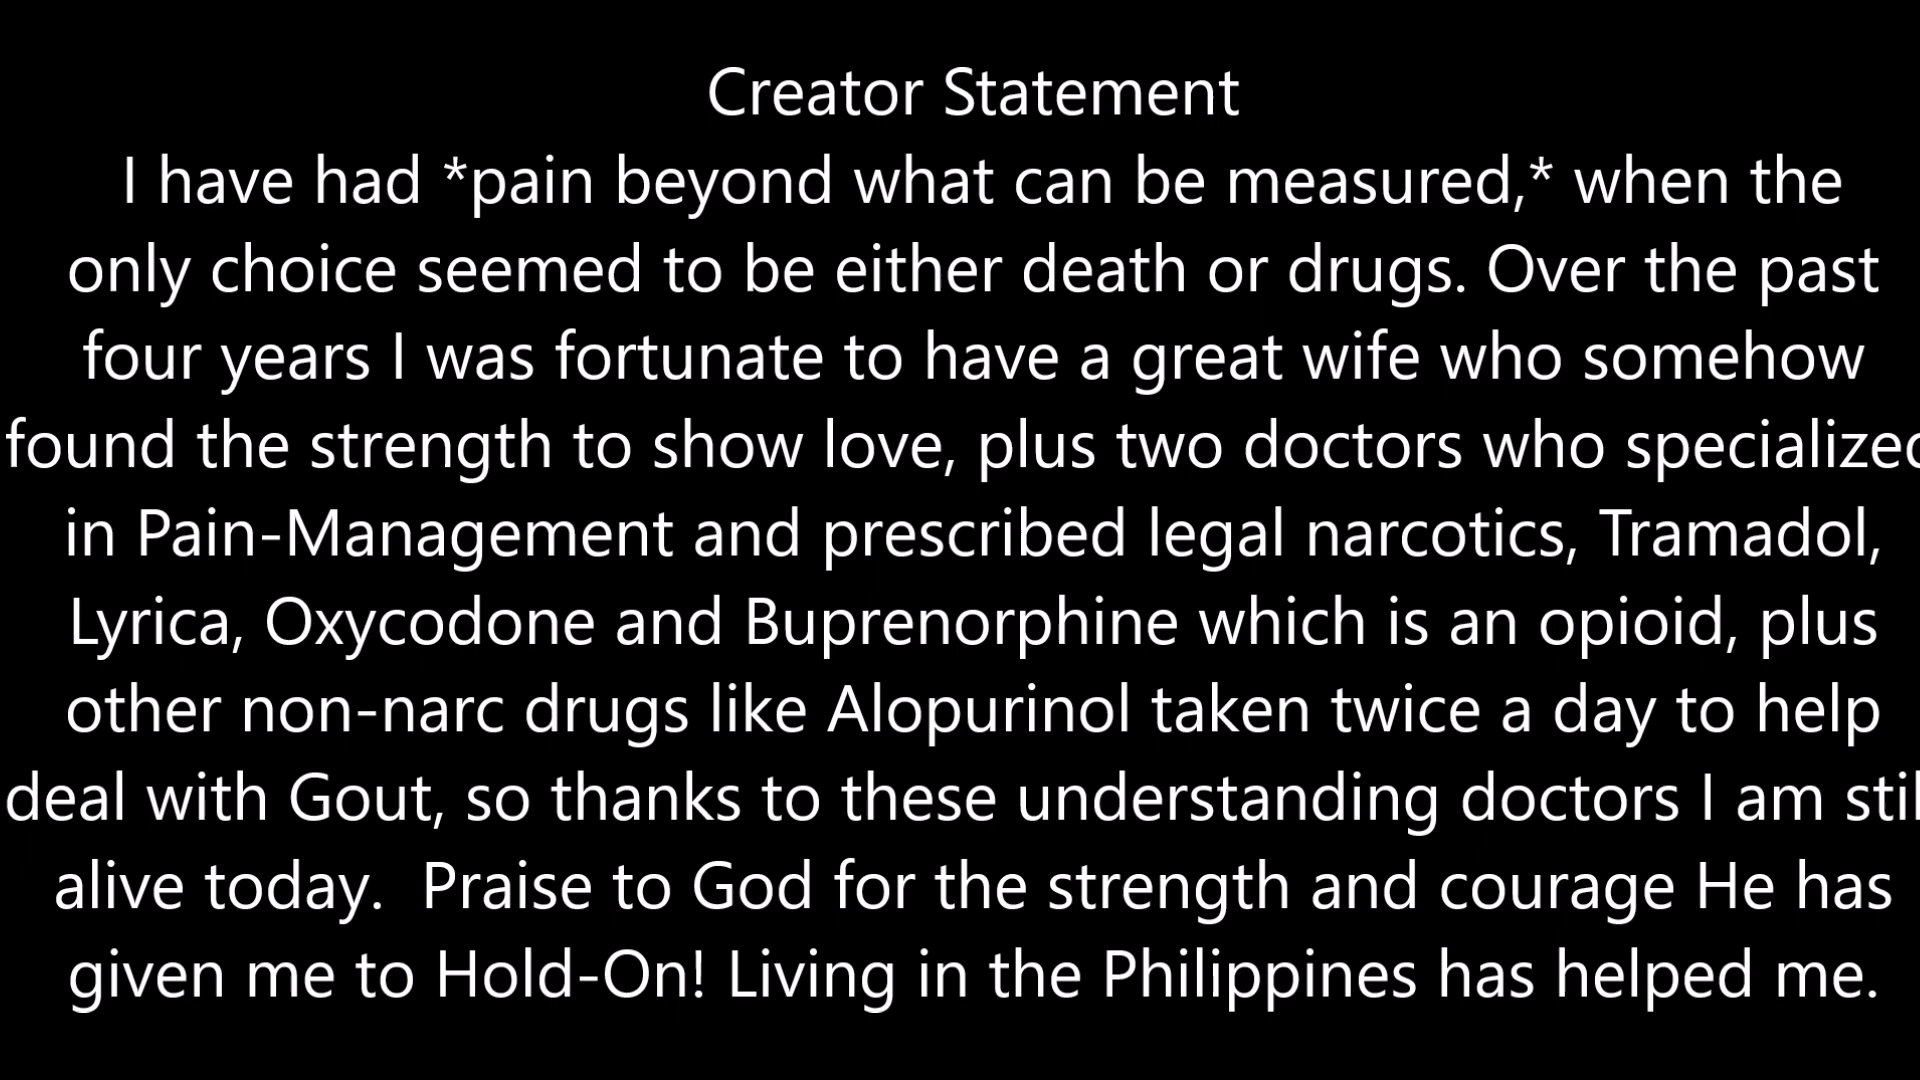 Creator Statement
I have had *pain beyond what can be measured,* when the
only choice seemed to be either death or drugs. Over the past
four years I was fortunate to have a great wife who somehow
found the strength to show love, plus two doctors who specialized
in Pain-Management and prescribed legal narcotics, Tramadol,
Lyrica, Oxycodone and Buprenorphine which is an opioid, plus
other non-narc drugs like Alopurinol taken twice a day to help
deal with Gout, so thanks to these understanding doctors I am stil
alive today.  Praise to God for the strength and courage He has
given me to Hold-On! Living in the Philippines has helped me.